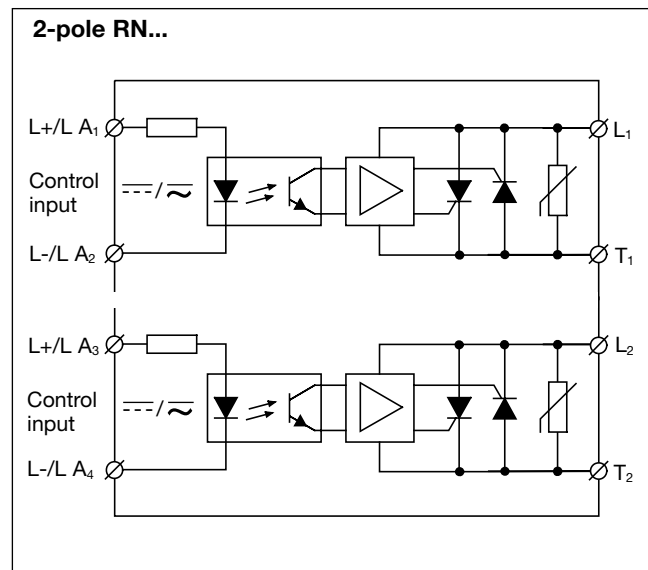 2-pole RN...
L+/L A₁
L₁
Control
input
L-/L A₂
T₁
L+/L A₃
L₂
Control
input
L-/L A₄
T₂